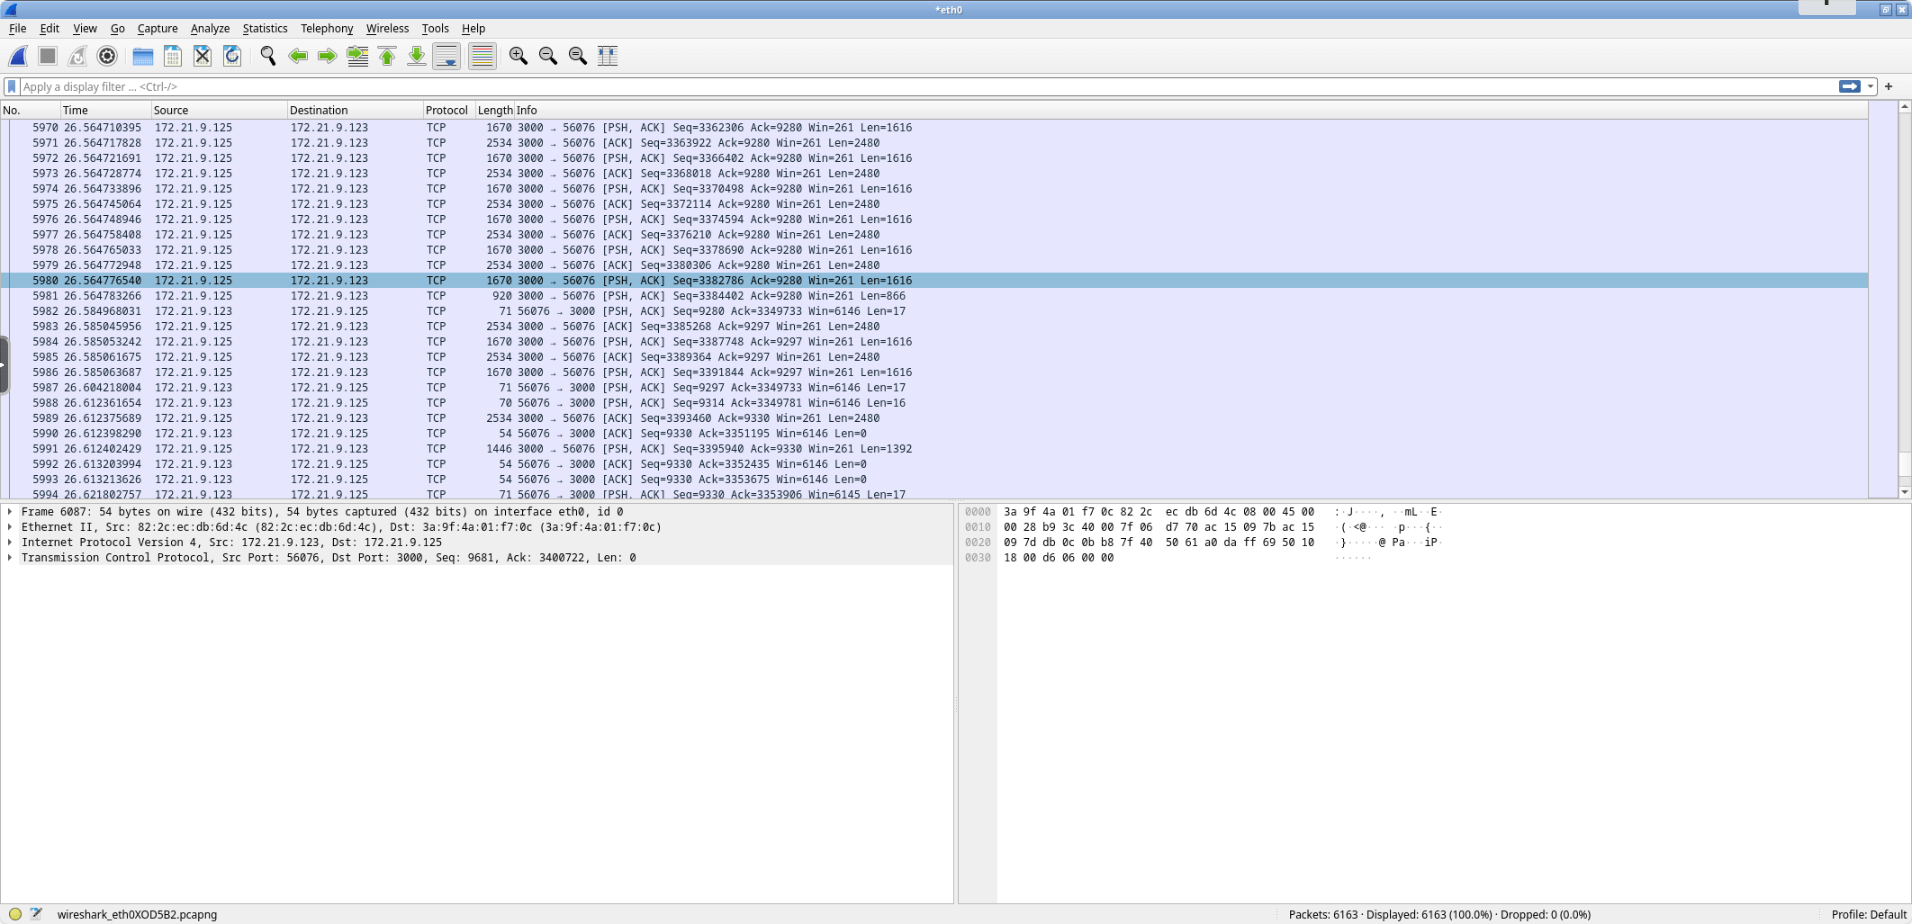 *eth0
File Edit View Go Capture Analyze Statistics Telephony Wireless Tools Help
Apply a display filter ... <Ctrl-/>
No. Time Source Destination Protocol Length Info
5970 26.564710395 172.21.9.125 172.21.9.123 TCP 1670 3000 → 56076 [PSH, ACK] Seq=3362306 Ack=9280 Win=261 Len=1616
5971 26.564717828 172.21.9.125 172.21.9.123 TCP 2534 3000 → 56076 [ACK] Seq=3363922 Ack=9280 Win=261 Len=2480
5972 26.564721691 172.21.9.125 172.21.9.123 TCP 1670 3000 → 56076 [PSH, ACK] Seq=3366402 Ack=9280 Win=261 Len=1616
5973 26.564728774 172.21.9.125 172.21.9.123 TCP 2534 3000 → 56076 [ACK] Seq=3368018 Ack=9280 Win=261 Len=2480
5974 26.564733896 172.21.9.125 172.21.9.123 TCP 1670 3000 → 56076 [PSH, ACK] Seq=3370498 Ack=9280 Win=261 Len=1616
5975 26.564745064 172.21.9.125 172.21.9.123 TCP 2534 3000 → 56076 [ACK] Seq=3372114 Ack=9280 Win=261 Len=2480
5976 26.564748946 172.21.9.125 172.21.9.123 TCP 1670 3000 → 56076 [PSH, ACK] Seq=3374594 Ack=9280 Win=261 Len=1616
5977 26.564758408 172.21.9.125 172.21.9.123 TCP 2534 3000 → 56076 [ACK] Seq=3376210 Ack=9280 Win=261 Len=2480
5978 26.564765033 172.21.9.125 172.21.9.123 TCP 1670 3000 → 56076 [PSH, ACK] Seq=3378690 Ack=9280 Win=261 Len=1616
5979 26.564772948 172.21.9.125 172.21.9.123 TCP 2534 3000 → 56076 [ACK] Seq=3380306 Ack=9280 Win=261 Len=2480
5980 26.564776540 172.21.9.125 172.21.9.123 TCP 1670 3000 → 56076 [PSH, ACK] Seq=3382786 Ack=9280 Win=261 Len=1616
5981 26.564783266 172.21.9.125 172.21.9.123 TCP 920 3000 → 56076 [PSH, ACK] Seq=3384402 Ack=9280 Win=261 Len=866
5982 26.584968031 172.21.9.123 172.21.9.125 TCP 71 56076 → 3000 [PSH, ACK] Seq=9280 Ack=3349733 Win=6146 Len=17
5983 26.585045956 172.21.9.125 172.21.9.123 TCP 2534 3000 → 56076 [ACK] Seq=3385268 Ack=9297 Win=261 Len=2480
5984 26.585053242 172.21.9.125 172.21.9.123 TCP 1670 3000 → 56076 [PSH, ACK] Seq=3387748 Ack=9297 Win=261 Len=1616
5985 26.585061675 172.21.9.125 172.21.9.123 TCP 2534 3000 → 56076 [ACK] Seq=3389364 Ack=9297 Win=261 Len=2480
5986 26.585063687 172.21.9.125 172.21.9.123 TCP 1670 3000 → 56076 [PSH, ACK] Seq=3391844 Ack=9297 Win=261 Len=1616
5987 26.604218004 172.21.9.123 172.21.9.125 TCP 71 56076 → 3000 [PSH, ACK] Seq=9297 Ack=3349733 Win=6146 Len=17
5988 26.612361654 172.21.9.123 172.21.9.125 TCP 70 56076 → 3000 [PSH, ACK] Seq=9314 Ack=3349781 Win=6146 Len=16
5989 26.612375689 172.21.9.125 172.21.9.123 TCP 2534 3000 → 56076 [ACK] Seq=3393460 Ack=9330 Win=261 Len=2480
5990 26.612398290 172.21.9.123 172.21.9.125 TCP 54 56076 → 3000 [ACK] Seq=9330 Ack=3351195 Win=6146 Len=0
5991 26.612402429 172.21.9.125 172.21.9.123 TCP 1446 3000 → 56076 [PSH, ACK] Seq=3395940 Ack=9330 Win=261 Len=1392
5992 26.613203994 172.21.9.123 172.21.9.125 TCP 54 56076 → 3000 [ACK] Seq=9330 Ack=3352435 Win=6146 Len=0
5993 26.613213626 172.21.9.123 172.21.9.125 TCP 54 56076 → 3000 [ACK] Seq=9330 Ack=3353675 Win=6146 Len=0
5994 26.621802757 172.21.9.123 172.21.9.125 TCP 71 56076 → 3000 [PSH, ACK] Seq=9330 Ack=3353906 Win=6145 Len=17
Frame 6087: 54 bytes on wire (432 bits), 54 bytes captured (432 bits) on interface eth0, id 0
Ethernet II, Src: 82:2c:ec:db:6d:4c (82:2c:ec:db:6d:4c), Dst: 3a:9f:4a:01:f7:0c (3a:9f:4a:01:f7:0c)
Internet Protocol Version 4, Src: 172.21.9.123, Dst: 172.21.9.125
Transmission Control Protocol, Src Port: 56076, Dst Port: 3000, Seq: 9681, Ack: 3400722, Len: 0
0000 3a 9f 4a 01 f7 0c 82 2c ec db 6d 4c 08 00 45 00 :·J····, ··mL··E·
0010 00 28 b9 3c 40 00 7f 06 d7 70 ac 15 09 7b ac 15 ·(·<@··· ·p···{··
0020 09 7d db 0c 0b b8 7f 40 50 61 a0 da ff 69 50 10 ·}·····@ Pa···iP·
0030 18 00 d6 06 00 00 ······
wireshark_eth0XOD5B2.pcapng
Packets: 6163 · Displayed: 6163 (100.0%) · Dropped: 0 (0.0%)
Profile: Default